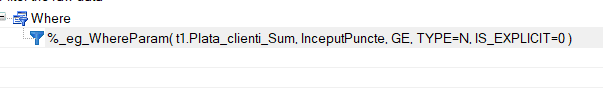 Where
%_eg_WhereParam( t1.Plata_clienti_Sum, InceputPuncte, GE, TYPE=N, IS_EXPLICIT=0 )